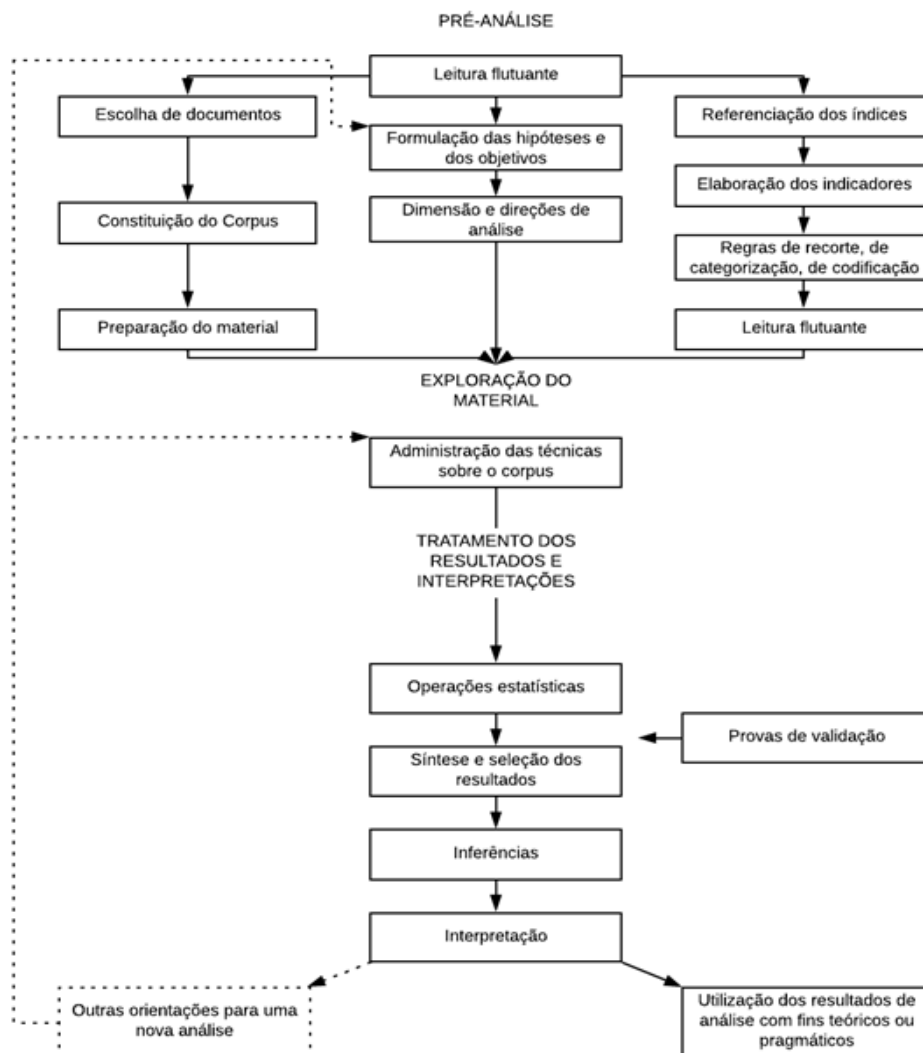 PRÉ-ANÁLISE
Leitura flutuante
Escolha de documentos
Formulação das hipóteses e
dos objetivos
Referenciação dos índices
Elaboração dos indicadores
Constituição do Corpus
Dimensão e direções de
análise
Regras de recorte, de
categorização, de codificação
Preparação do material
Leitura flutuante
EXPLORAÇÃO DO
MATERIAL
Administração das técnicas
sobre o corpus
TRATAMENTO DOS
RESULTADOS E
INTERPRETAÇÕES
Operações estatísticas
Provas de validação
Síntese e seleção dos
resultados
Inferências
Interpretação
Outras orientações para uma
nova análise
Utilização dos resultados de
análise com fins teóricos ou
pragmáticos